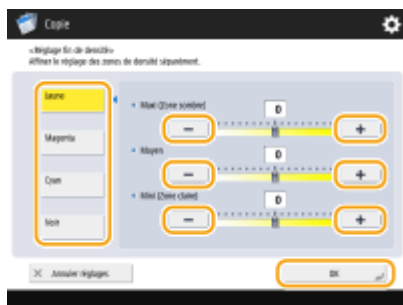 Copie
<Réglage fin de densité>
Affiner le réglage des zones de densité séparément.
Jaune
Maxi (Zone sombre)
0
− +
Magenta
Moyen
0
− +
Cyan
Mini (Zone claire)
0
− +
Noir
× Annuler réglages
OK